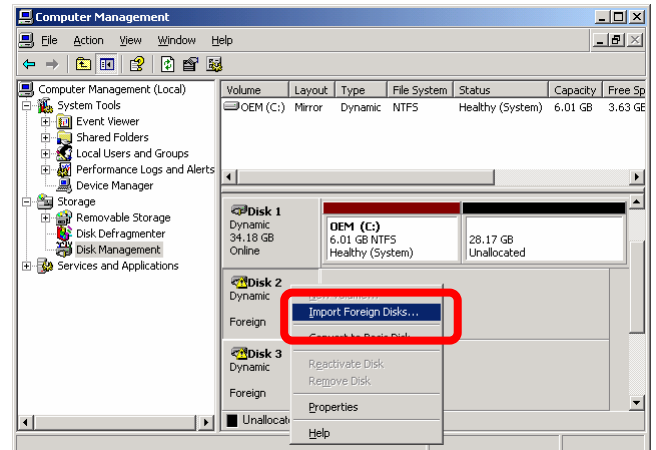 Computer Management
File Action View Window Help
Computer Management (Local)
System Tools
Event Viewer
Shared Folders
Local Users and Groups
Performance Logs and Alerts
Device Manager
Storage
Removable Storage
Disk Defragmenter
Disk Management
Services and Applications
Volume Layout Type File System Status Capacity Free Sp
OEM (C:) Mirror Dynamic NTFS Healthy (System) 6.01 GB 3.63 GB
Disk 1
Dynamic
34.18 GB
Online
OEM (C:)
6.01 GB NTFS
Healthy (System)
28.17 GB
Unallocated
Disk 2
Dynamic
Foreign
Disk 3
Dynamic
Foreign
Unallocat
Import Foreign Disks...
Convert to Basic Disk
Reactivate Disk
Remove Disk
Properties
Help